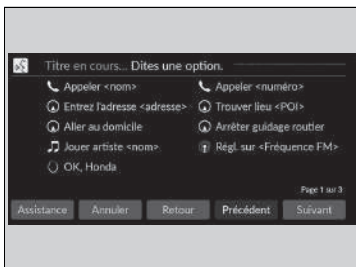 Titre en cours... Dites une option.
Appeler <nom>
Appeler <numéro>
Entrez l'adresse <adresse>
Trouver lieu <POI>
Aller au domicile
Arrêter guidage routier
Jouer artiste <nom>
Régl. sur <Fréquence FM>
OK, Honda
Page 1 sur 3
Assistance
Annuler
Retour
Précédent
Suivant